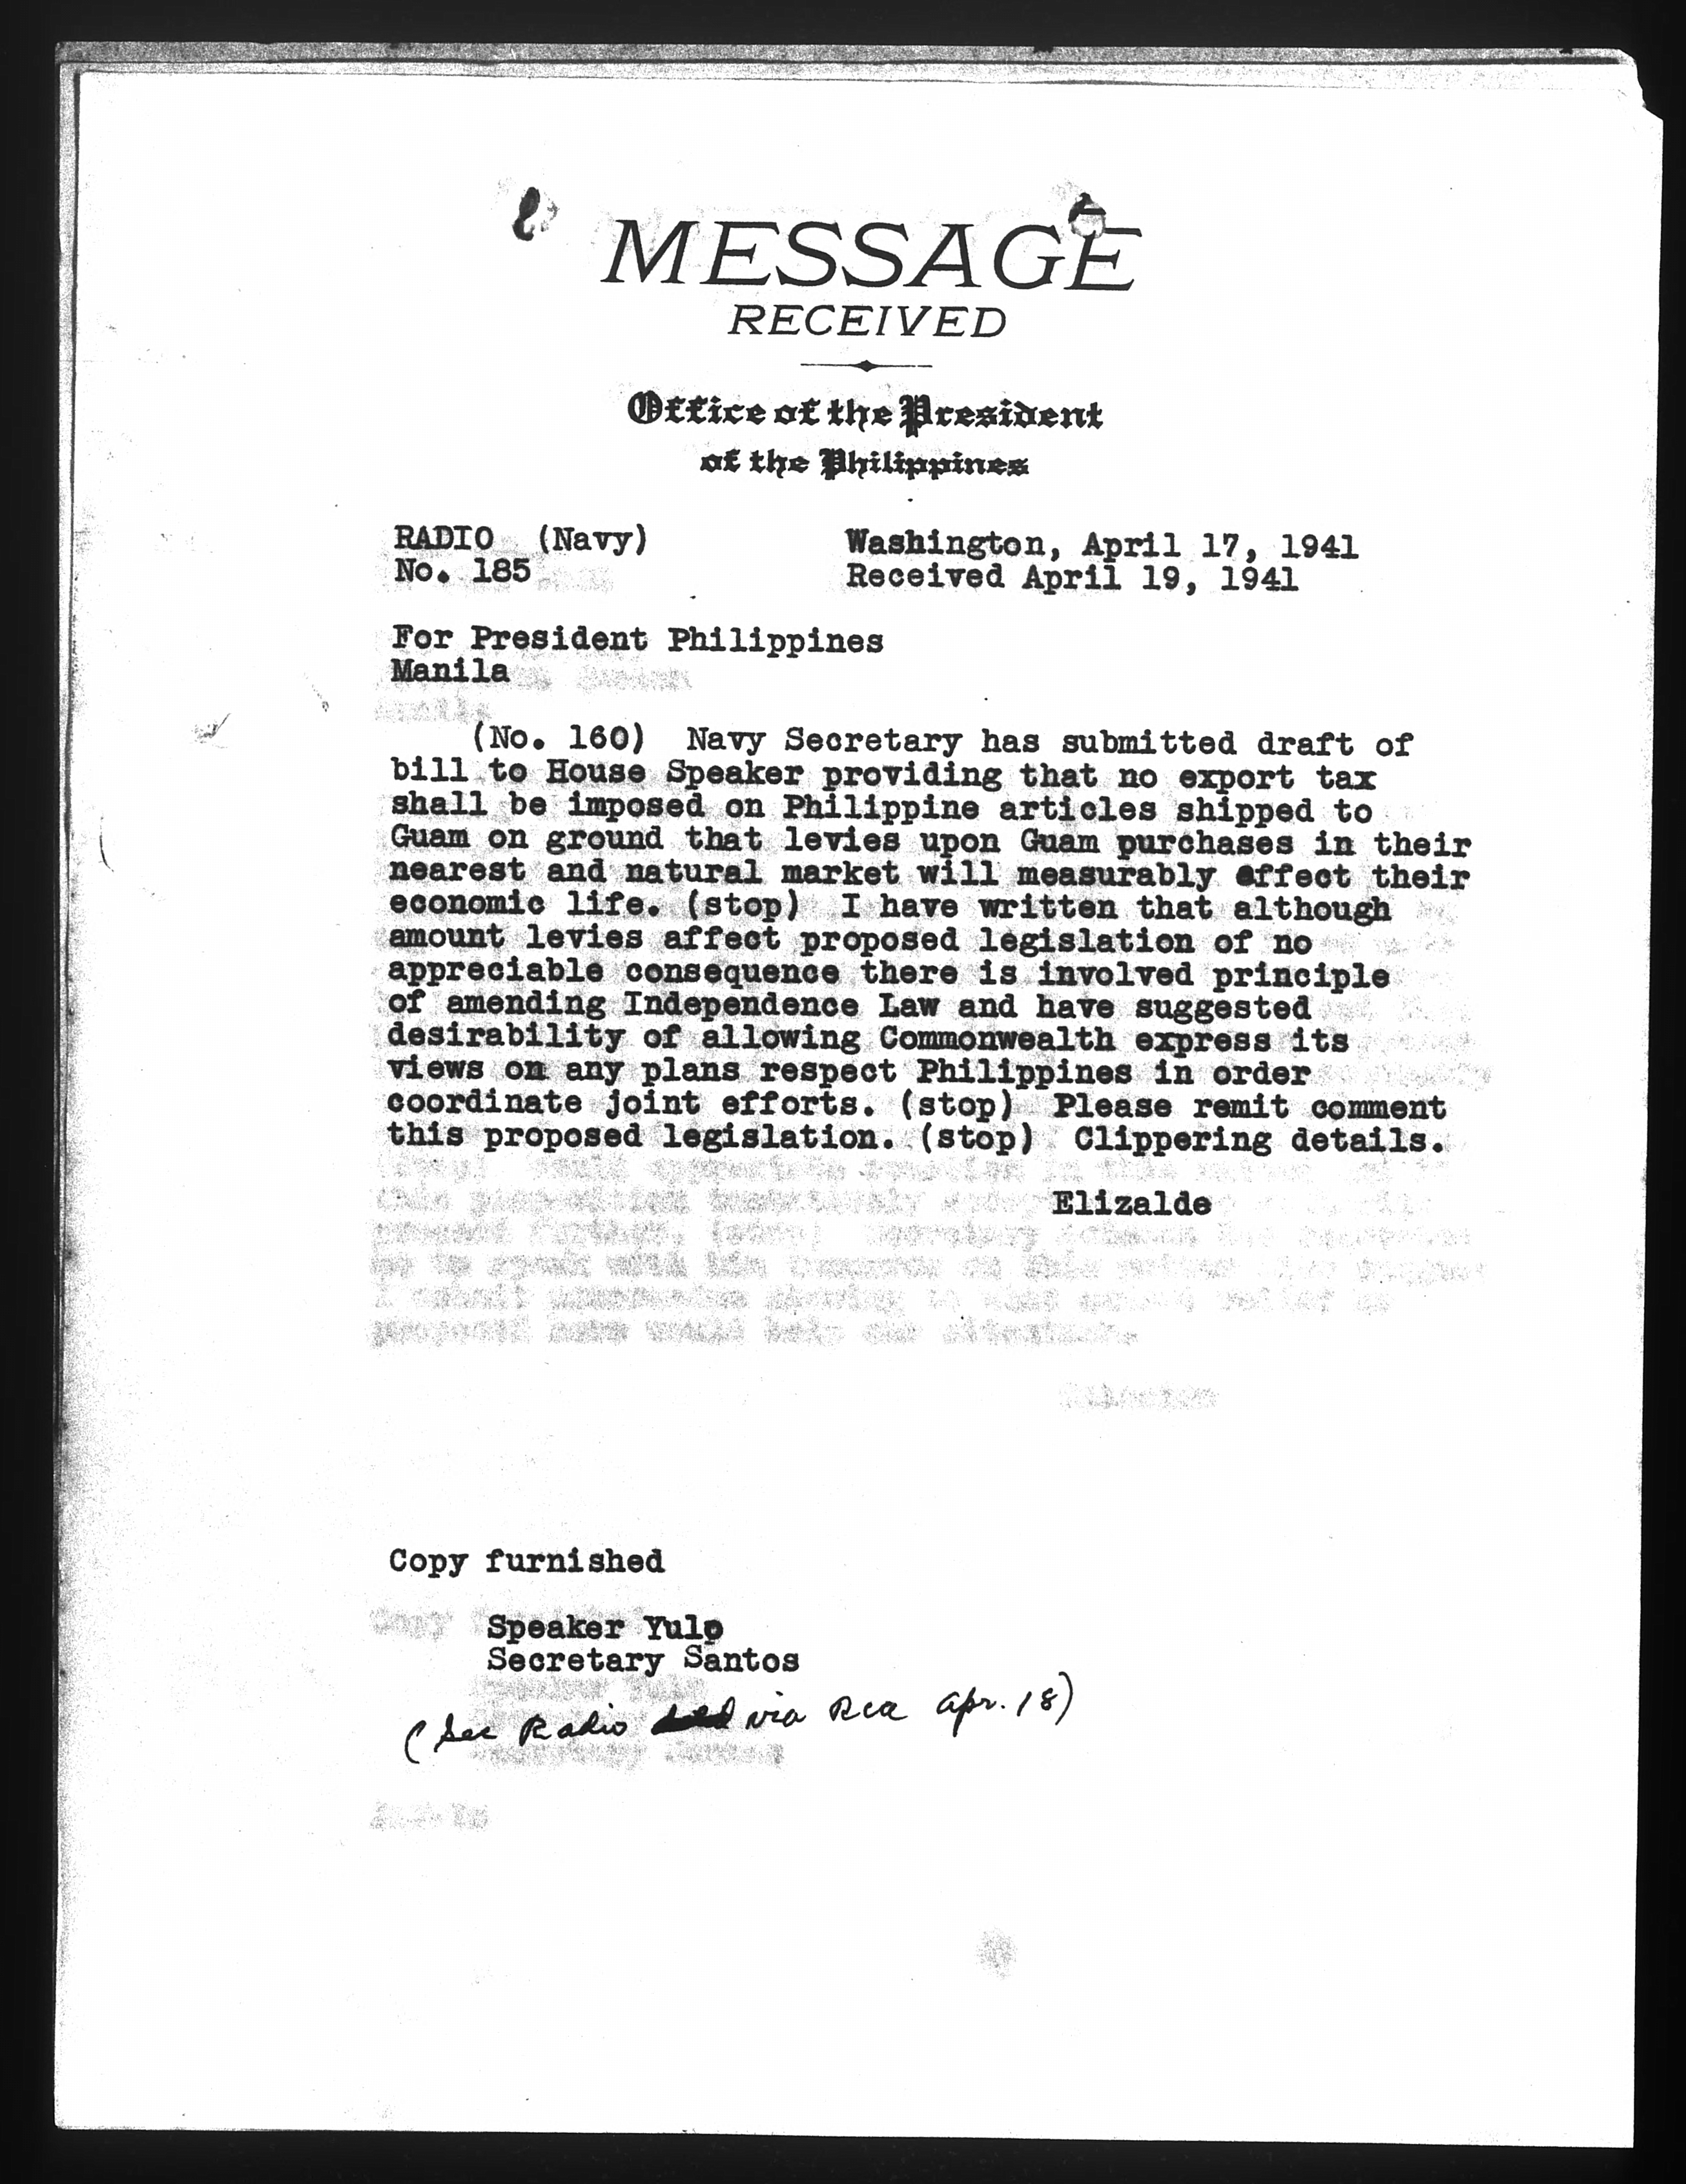 MESSAGE
RECEIVED
Office of the President
of the Philippines
RADIO (Navy)
No. 185
Washington, April 17, 1941
Received April 19, 1941
For President Philippines
Manila
(No. 160) Navy Secretary has submitted draft of
bill to House Speaker providing that no export tax
shall be imposed on Philippine articles shipped to
Guam on ground that levies upon Guam purchases in their
nearest and natural market will measurably affect their
economic life. (stop) I have written that although
amount levies affect proposed legislation of no
appreciable consequence there is involved principle
of amending Independence Law and have suggested
desirability of allowing Commonwealth express its
views on any plans respect Philippines in order
coordinate joint efforts. (stop) Please remit comment
this proposed legislation. (stop) Clippering details.
Elizalde
Copy furnished
Speaker Yulo
Secretary Santos
(See Radio via Rca Apr. 18)